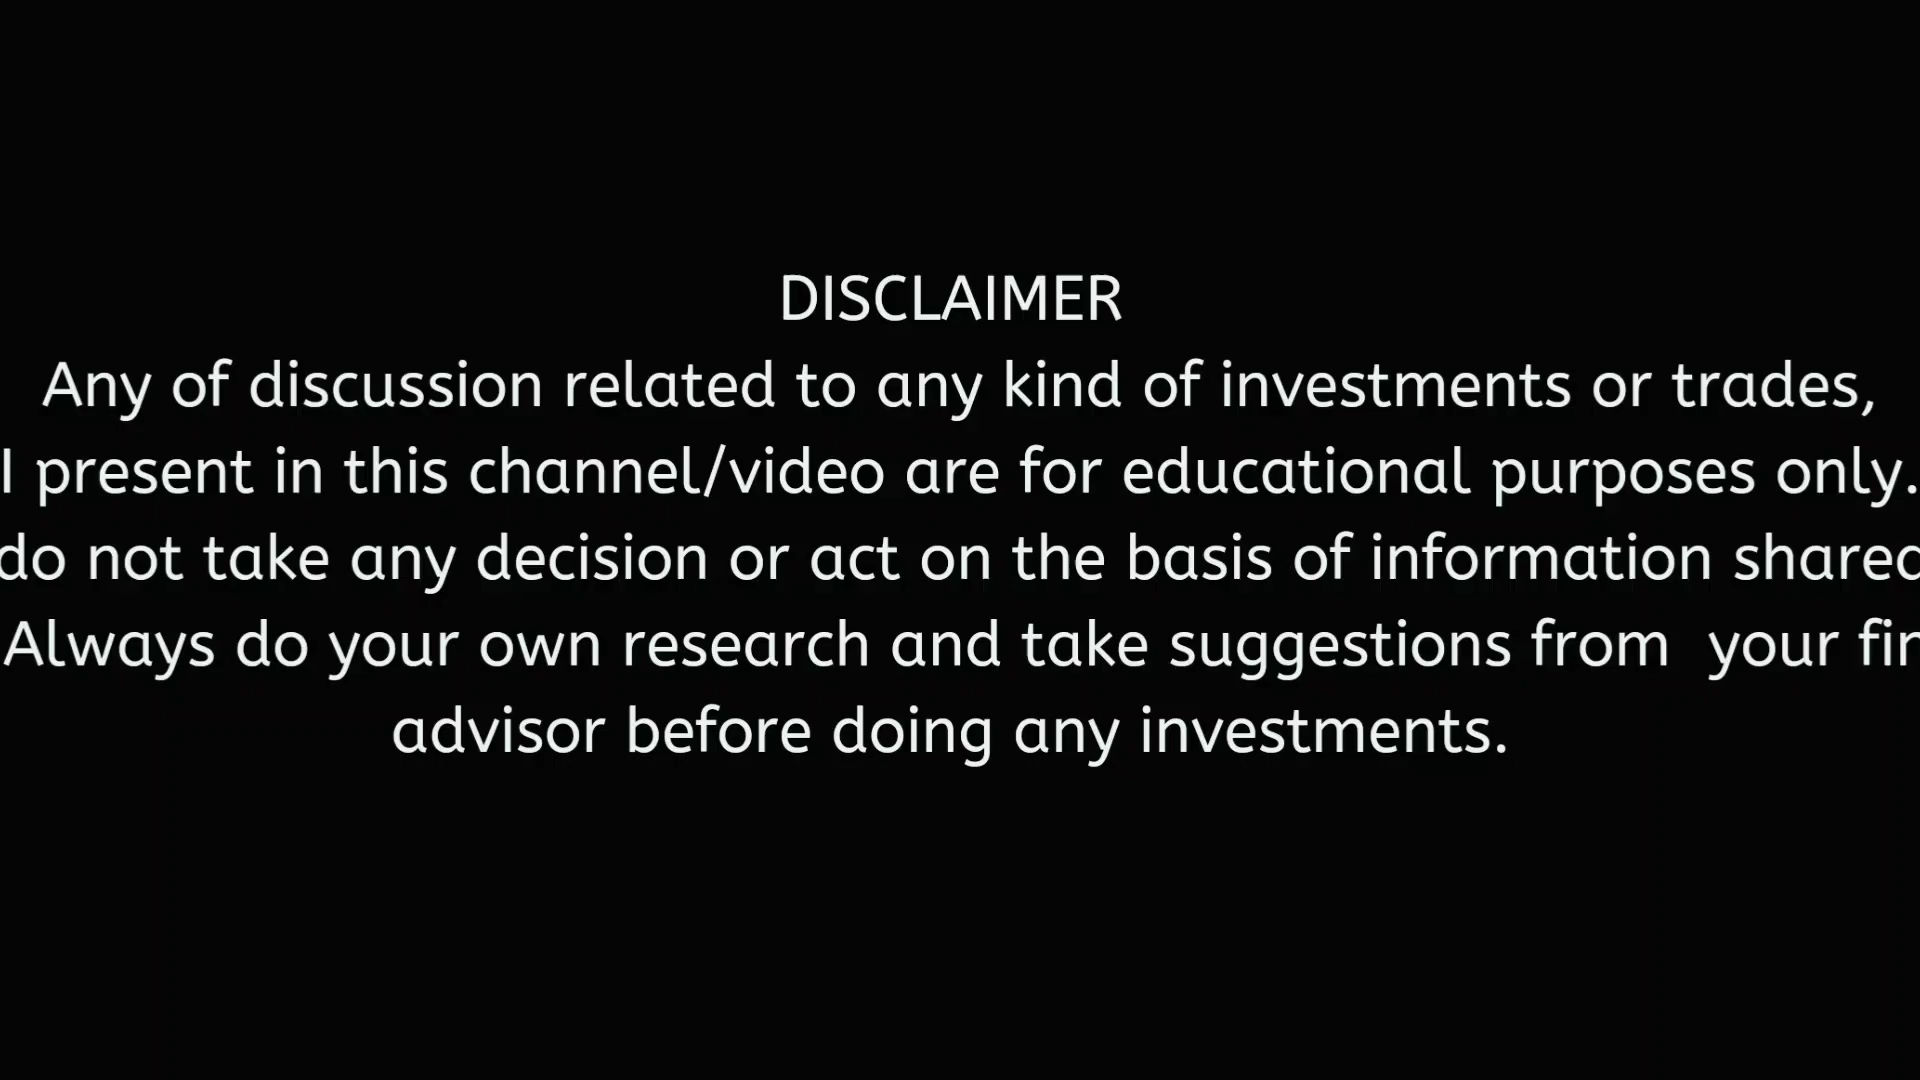 DISCLAIMER
Any of discussion related to any kind of investments or trades,
I present in this channel/video are for educational purposes only.
do not take any decision or act on the basis of information shared
Always do your own research and take suggestions from your
advisor before doing any investments.